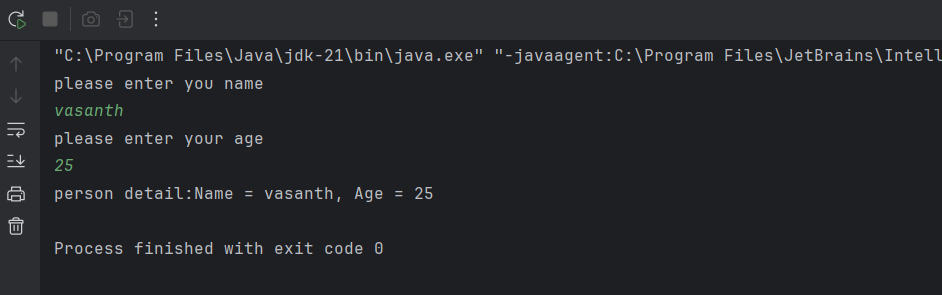 "C:\Program Files\Java\jdk-21\bin\java.exe" "-javaagent:C:\Program Files\JetBrains\Intell
please enter you name
vasanth
please enter your age
25
person detail:Name = vasanth, Age = 25
Process finished with exit code 0